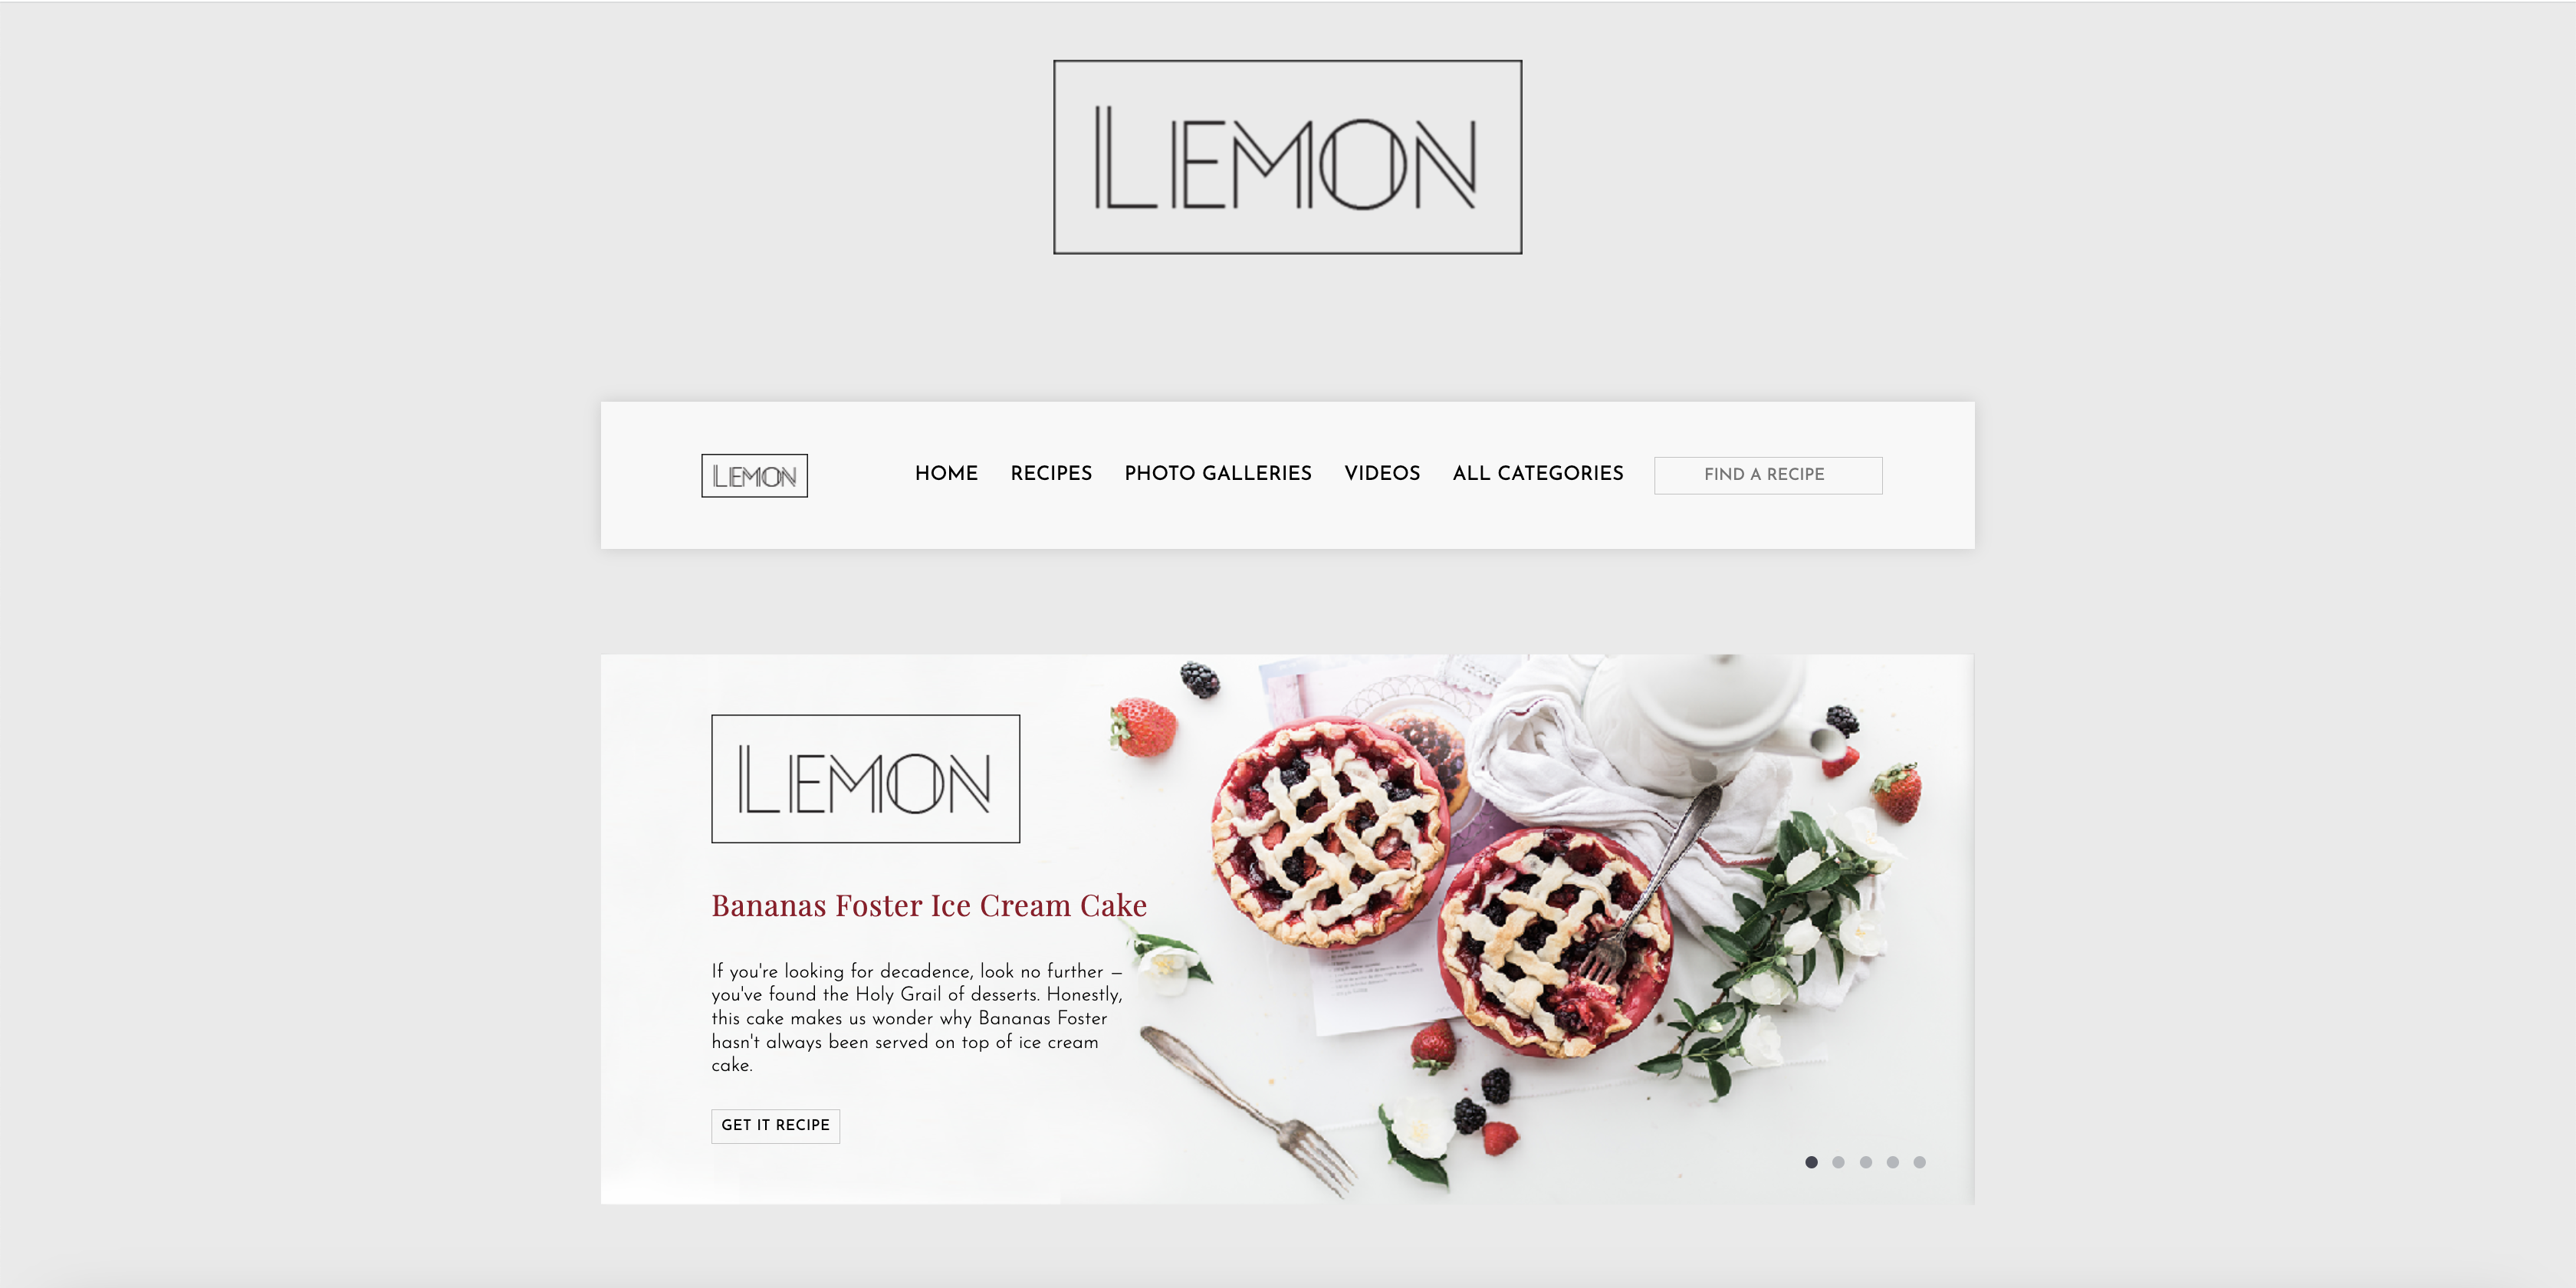 LEMON
LEMON
HOME RECIPES PHOTO GALLERIES VIDEOS ALL CATEGORIES FIND A RECIPE
LEMON
Bananas Foster Ice Cream Cake
If you're looking for decadence, look no further –
you've found the Holy Grail of desserts. Honestly,
this cake makes us wonder why Bananas Foster
hasn't always been served on top of ice cream
cake.
GET IT RECIPE